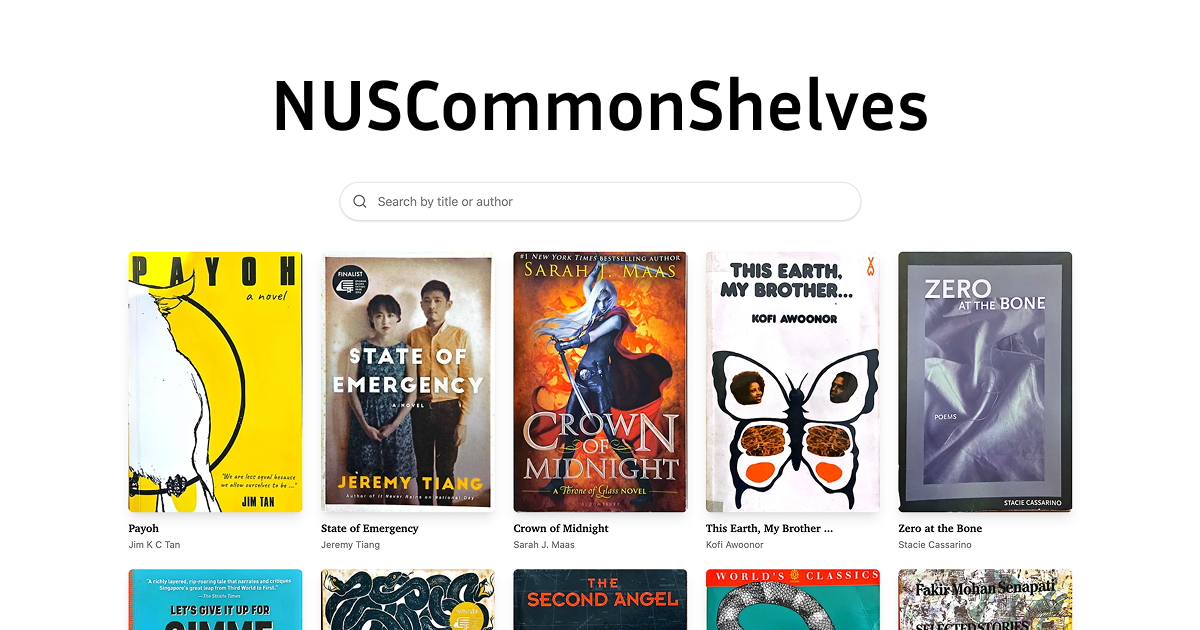 NUSCommonShelves
Search by title or author
PAYOH
a novel
"We are less equal because
we allow ourselves to be ..."
JIM TAN
FINALIST
STATE OF
EMERGENCY
A NOVEL
JEREMY TIANG
Author of It Never Rains on National Day
#1 NEW YORK TIMES BESTSELLING AUTHOR
SARAH J. MAAS
CROWN
OF
MIDNIGHT
A Throne of Glass NOVEL
BLOOMSBURY
THIS EARTH,
MY BROTHER...
KOFI AWOONOR
ZERO
AT THE BONE
POEMS
STACIE CASSARINO
Payoh
Jim K C Tan
State of Emergency
Jeremy Tiang
Crown of Midnight
Sarah J. Maas
This Earth, My Brother ...
Kofi Awoonor
Zero at the Bone
Stacie Cassarino
"A richly layered, rip-roaring tale that narrates and critiques
Singapore's great leap from Third World to First."
—The Straits Times
LET'S GIVE IT UP FOR
GIMME
THE
SECOND ANGEL
WORLD'S CLASSICS
Fakir Mohan Senapati
SELECTED STORIES